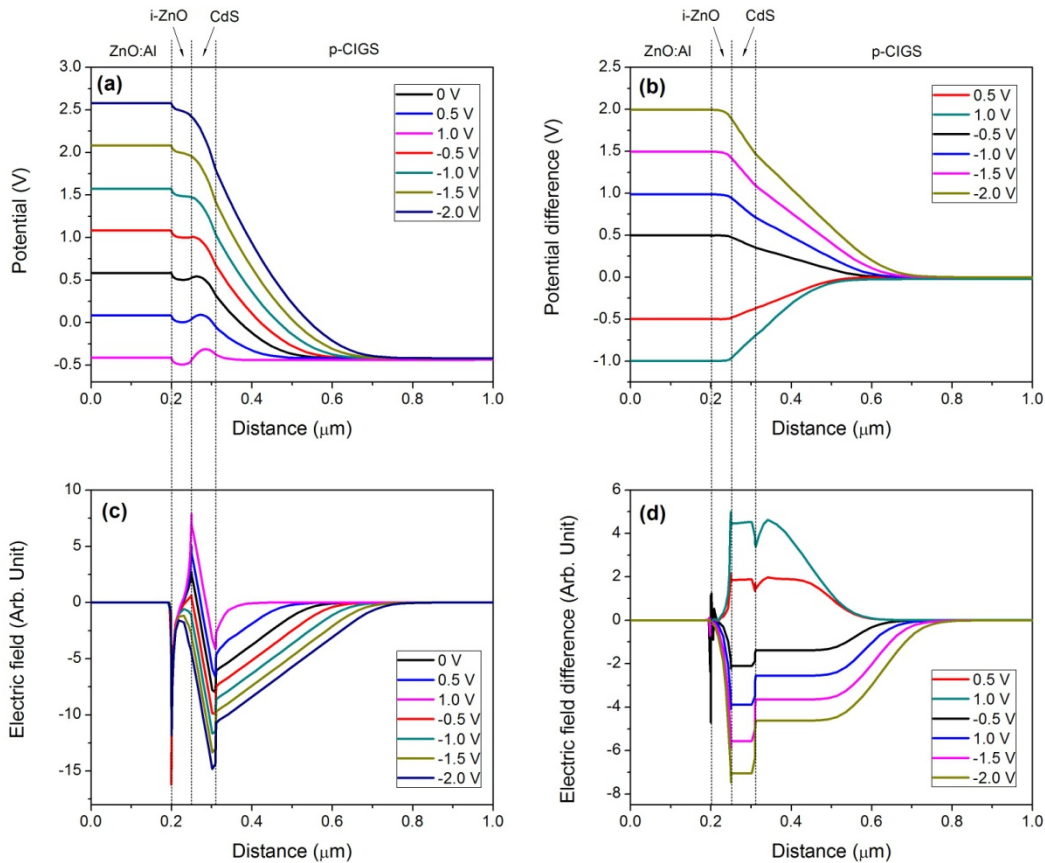 i-ZnO CdS
ZnO:Al p-CIGS
(a)
3.0
2.5
2.0
1.5
1.0
0.5
0.0
-0.5
Potential (V)
0 V
0.5 V
1.0 V
-0.5 V
-1.0 V
-1.5 V
-2.0 V
0.0 0.2 0.4 0.6 0.8 1.0
Distance (μm)
i-ZnO CdS
ZnO:Al p-CIGS
(b)
2.5
2.0
1.5
1.0
0.5
0.0
-0.5
-1.0
Potential difference (V)
0.5 V
1.0 V
-0.5 V
-1.0 V
-1.5 V
-2.0 V
0.0 0.2 0.4 0.6 0.8 1.0
Distance (μm)
(c)
10
5
0
-5
-10
-15
Electric field (Arb. Unit)
0 V
0.5 V
1.0 V
-0.5 V
-1.0 V
-1.5 V
-2.0 V
0.0 0.2 0.4 0.6 0.8 1.0
Distance (μm)
(d)
6
4
2
0
-2
-4
-6
-8
Electric field difference (Arb. Unit)
0.5 V
1.0 V
-0.5 V
1.0 V
-1.5 V
-2.0 V
0.0 0.2 0.4 0.6 0.8 1.0
Distance (μm)